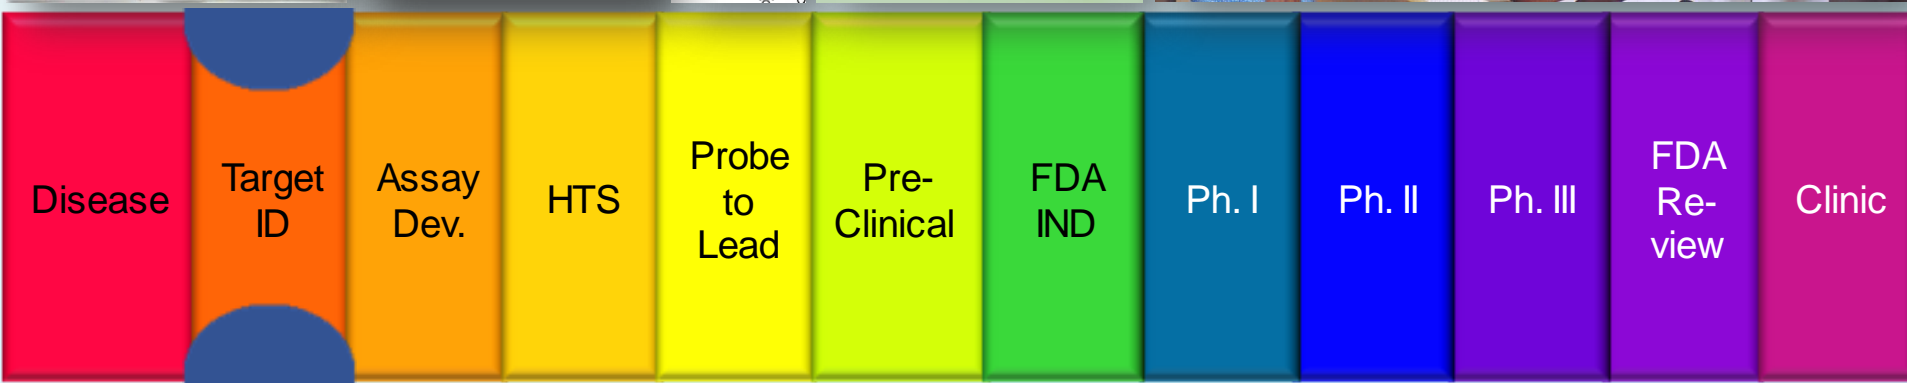 Disease
Target
ID
Assay
Dev.
HTS
Probe
to
Lead
Pre-
Clinical
FDA
IND
Ph. I
Ph. II
Ph. III
FDA
Re-
view
Clinic